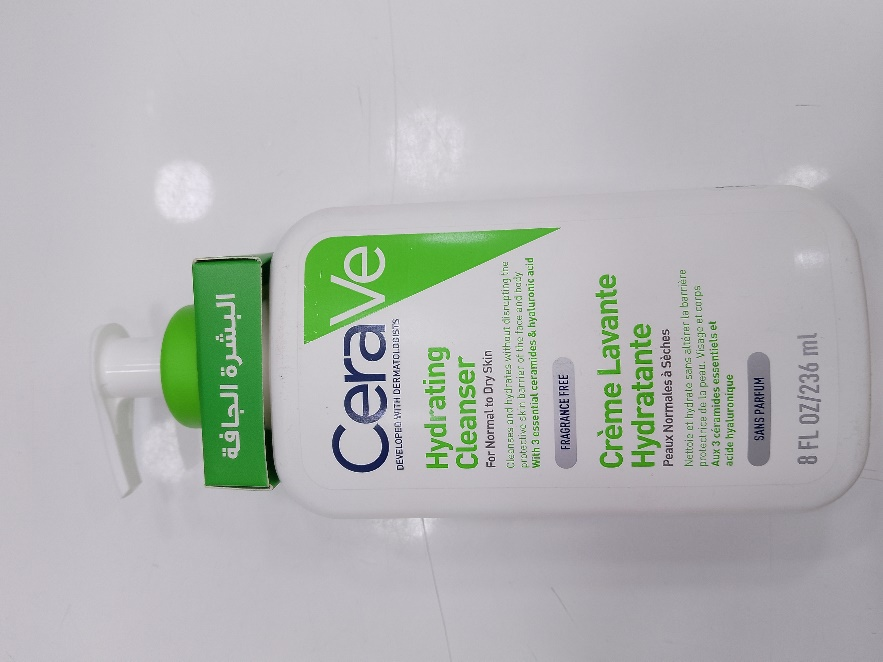 البشرة الجافة
CeraVe
DEVELOPED WITH DERMATOLOGISTS
Hydrating
Cleanser
For Normal to Dry Skin
Cleanses and hydrates without disrupting the
protective skin barrier of the face and body
With 3 essential ceramides & hyaluronic acid
FRAGRANCE FREE
Crème Lavante
Hydratante
Peaux Normales à Sèches
Nettoie et hydrate sans altérer la barrière
protectrice de la peau. Visage et corps
Aux 3 céramides essentiels et
acide hyaluronique
SANS PARFUM
8 FL OZ/236 ml